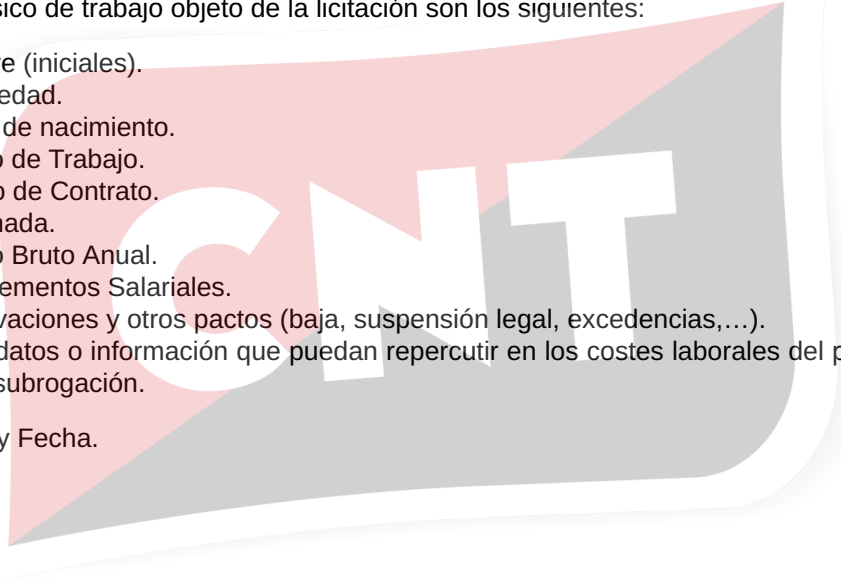 sico de trabajo objeto de la licitación son los siguientes:
e (iniciales).
edad.
de nacimiento.
o de Trabajo.
o de Contrato.
nada.
o Bruto Anual.
ementos Salariales.
vaciones y otros pactos (baja, suspensión legal, excedencias,…).
datos o información que puedan repercutir en los costes laborales del p
subrogación.
y Fecha.
CNT